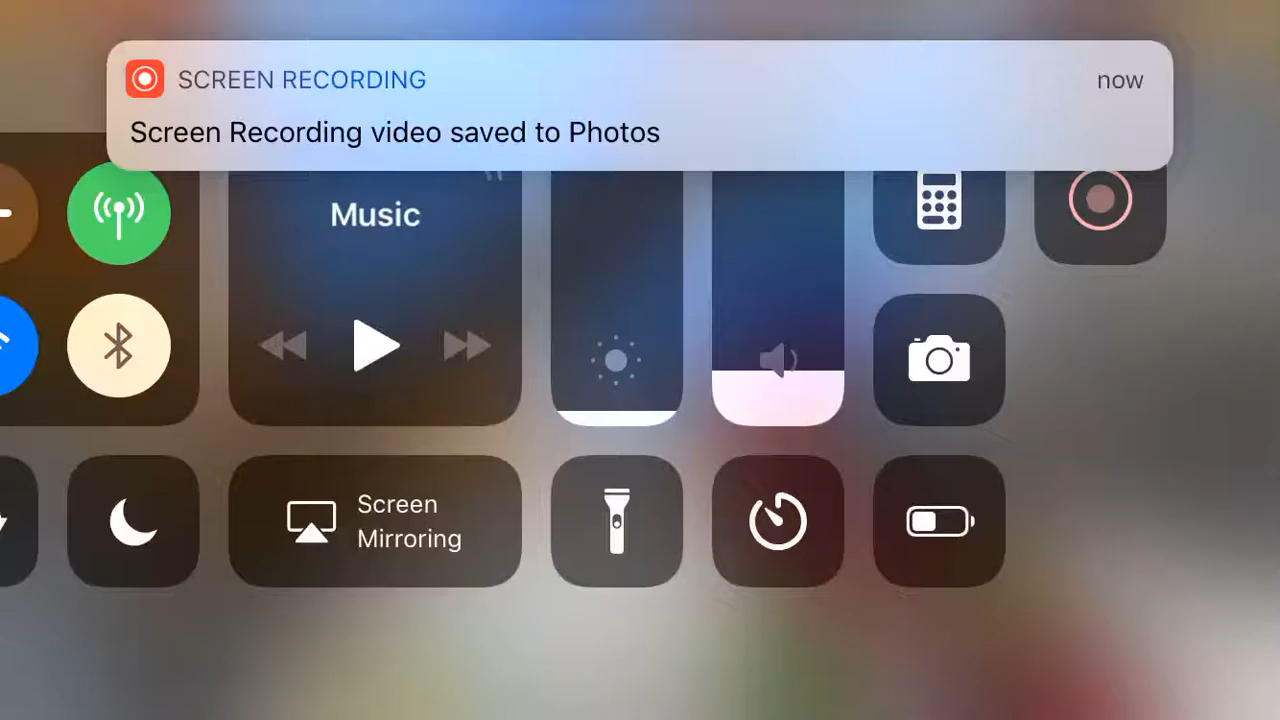 SCREEN RECORDING
now
Screen Recording video saved to Photos
Music
Screen
Mirroring